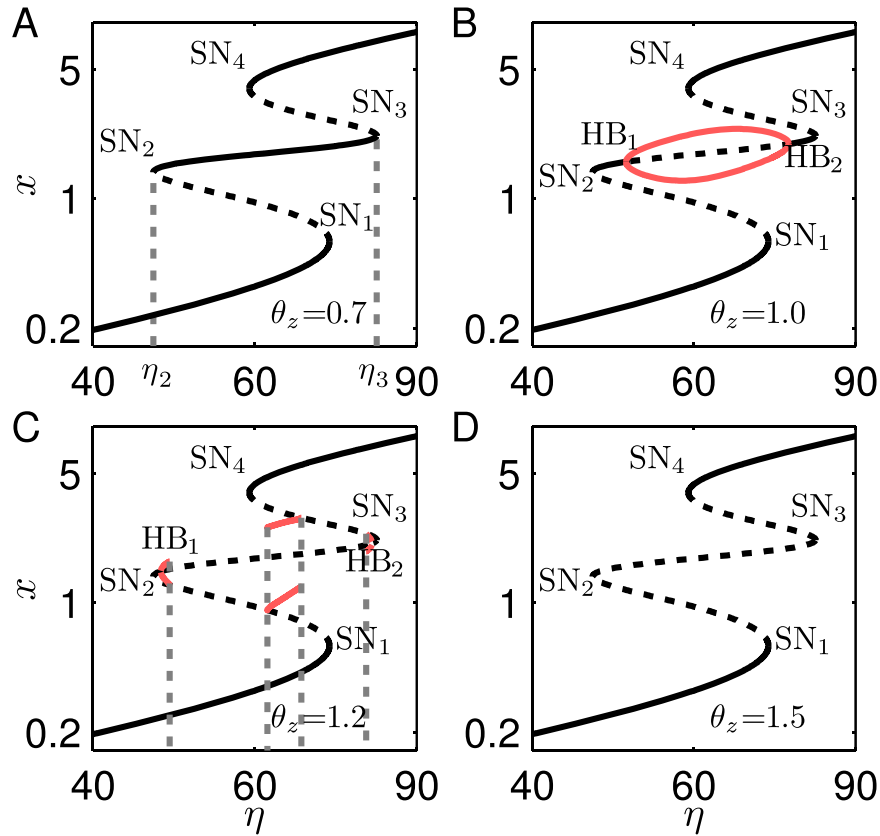 A
SN₄
5
SN₃
SN₂
x
1
SN₁
0.2
θz=0.7
40 η₂ 60 η₃ 90
B
SN₄
5
SN₃
HB₁
HB₂
SN₂
1
SN₁
0.2
θz=1.0
40 60 90
C
SN₄
5
SN₃
HB₁
HB₂
SN₂
x
1
SN₁
0.2
θz=1.2
40 60 90
η
D
SN₄
5
SN₃
SN₂
1
SN₁
0.2
θz=1.5
40 60 90
η